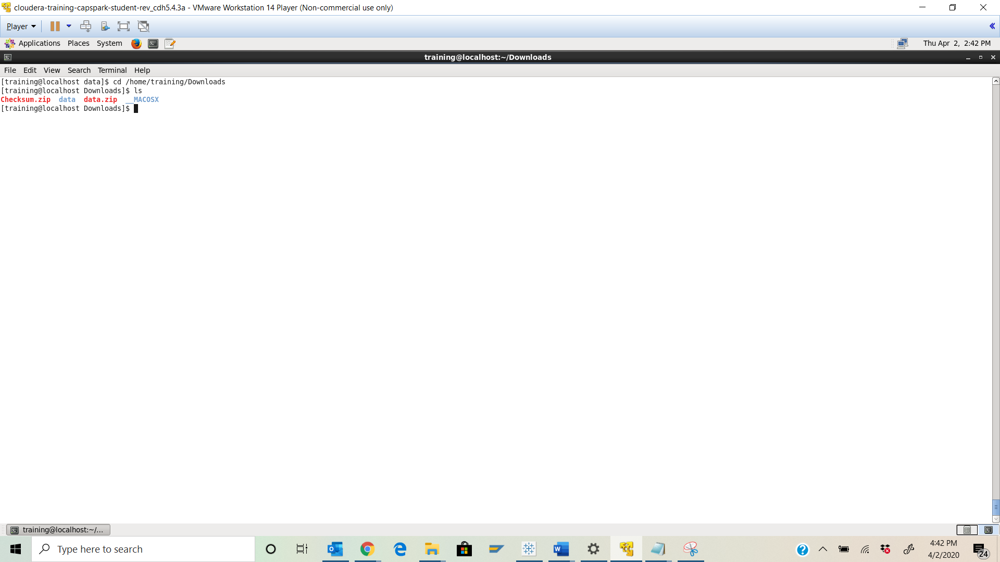 cloudera-training-capspark-student-rev_cdh5.4.3a - VMware Workstation 14 Player (Non-commercial use only)
Player
Applications Places System Thu Apr 2, 2:42 PM
training@localhost:~/Downloads
File Edit View Search Terminal Help
[training@localhost data]$ cd /home/training/Downloads
[training@localhost Downloads]$ ls
Checksum.zip data data.zip __MACOSX
[training@localhost Downloads]$
training@localhost:~/...
Type here to search
4:42 PM
4/2/2020
24